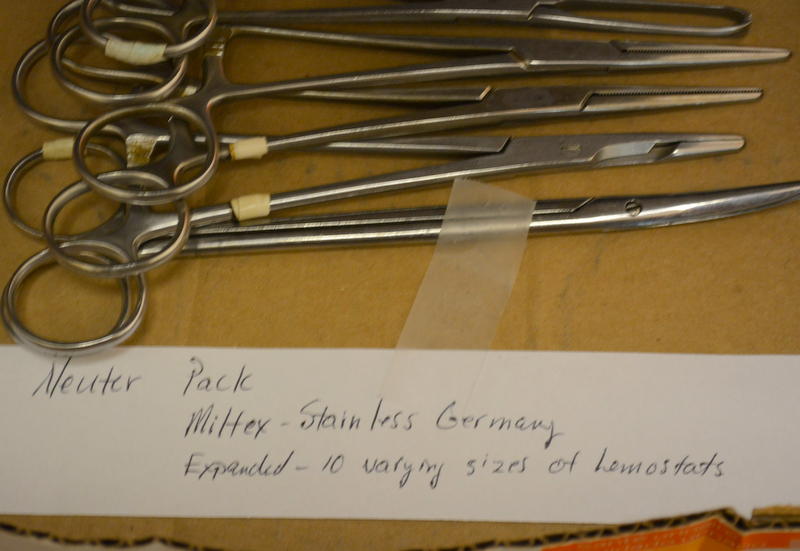 Neuter Pack
Miltex - Stainless Germany
Expanded - 10 varying sizes of hemostats